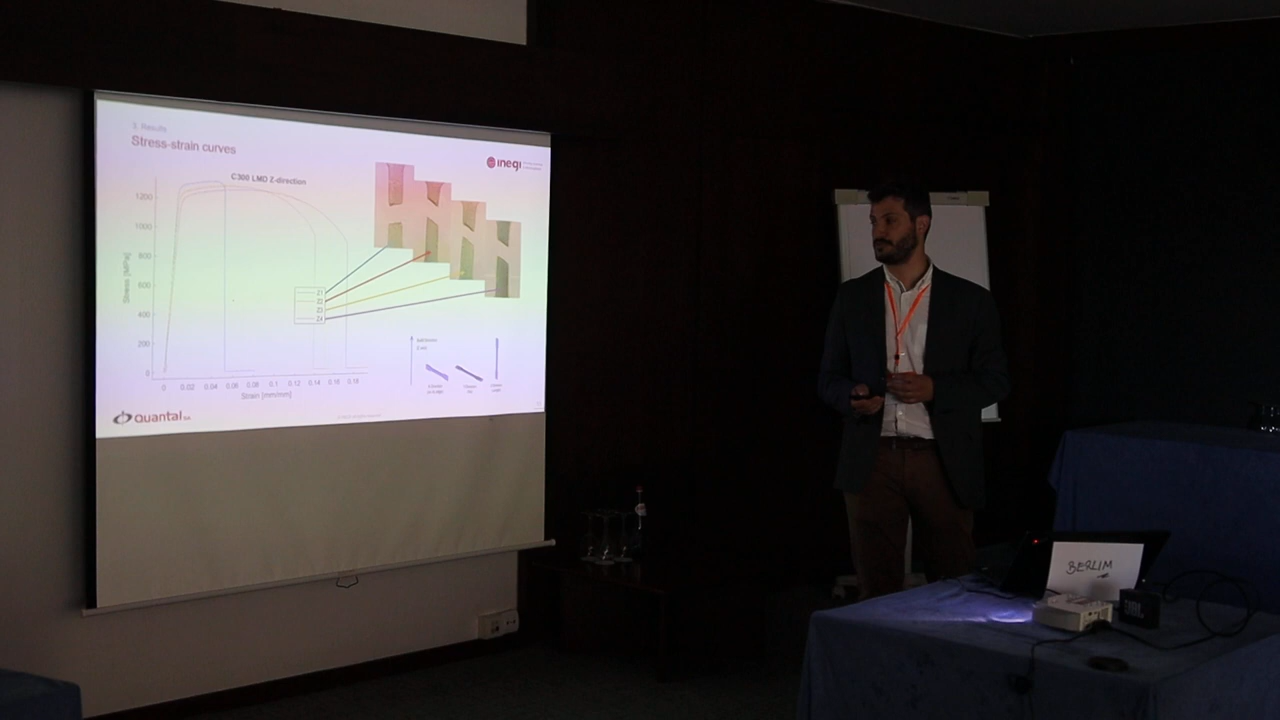 3. Results
Stress-strain curves
inegi
C300 LMD Z-direction
1200
1000
800
600
400
200
0
Stress [MPa]
Z1
Z2
Z3
Z4
0 0.02 0.04 0.06 0.08 0.1 0.12 0.14 0.16 0.18
Strain [mm/mm]
Quantal
BERLIM
JBL